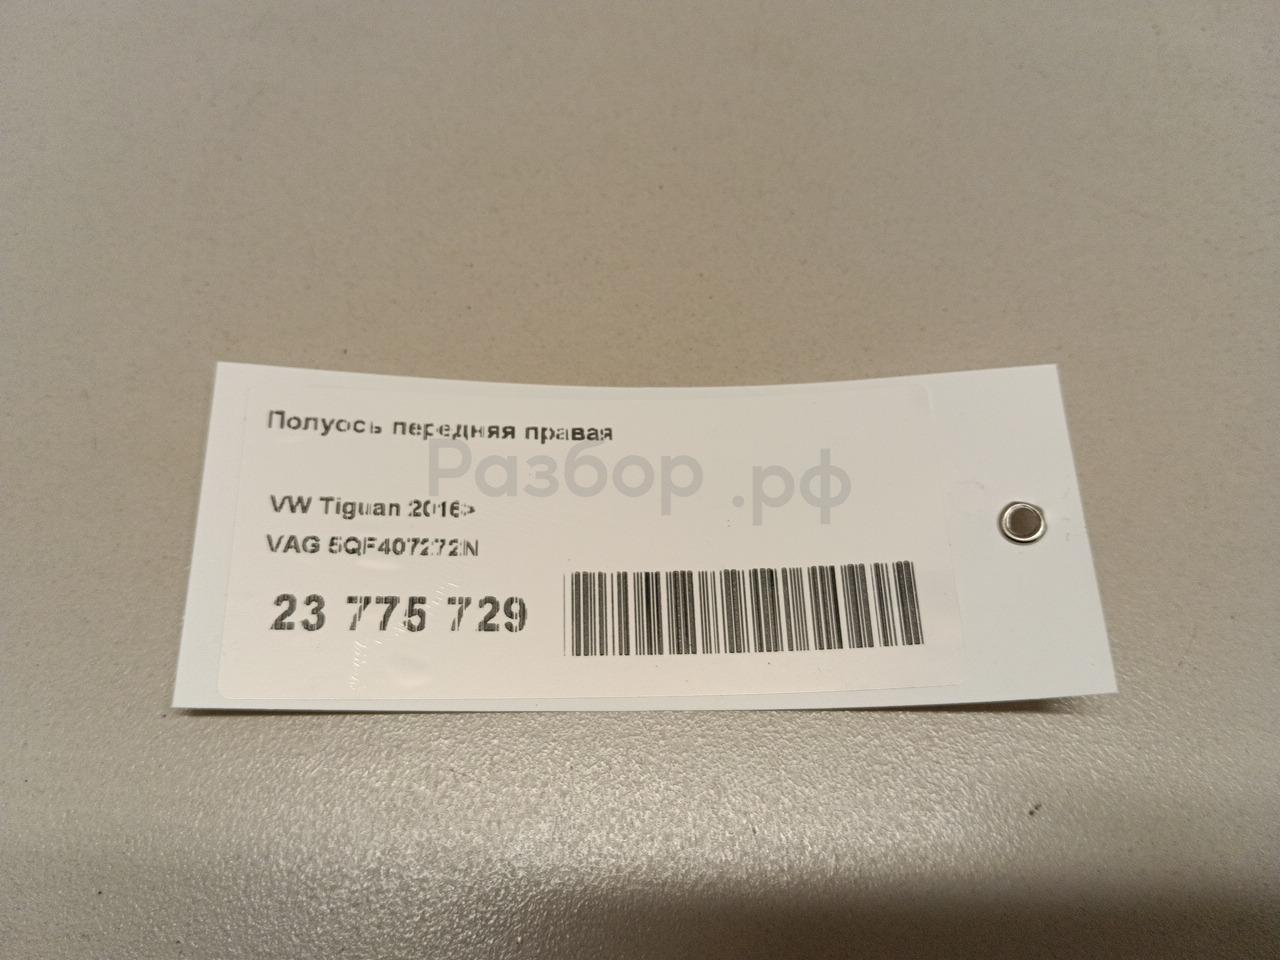 Полуось передняя правая
Разбор.рф
VW Tiguan 2016>
VAG 5QF407272N
23 775 729